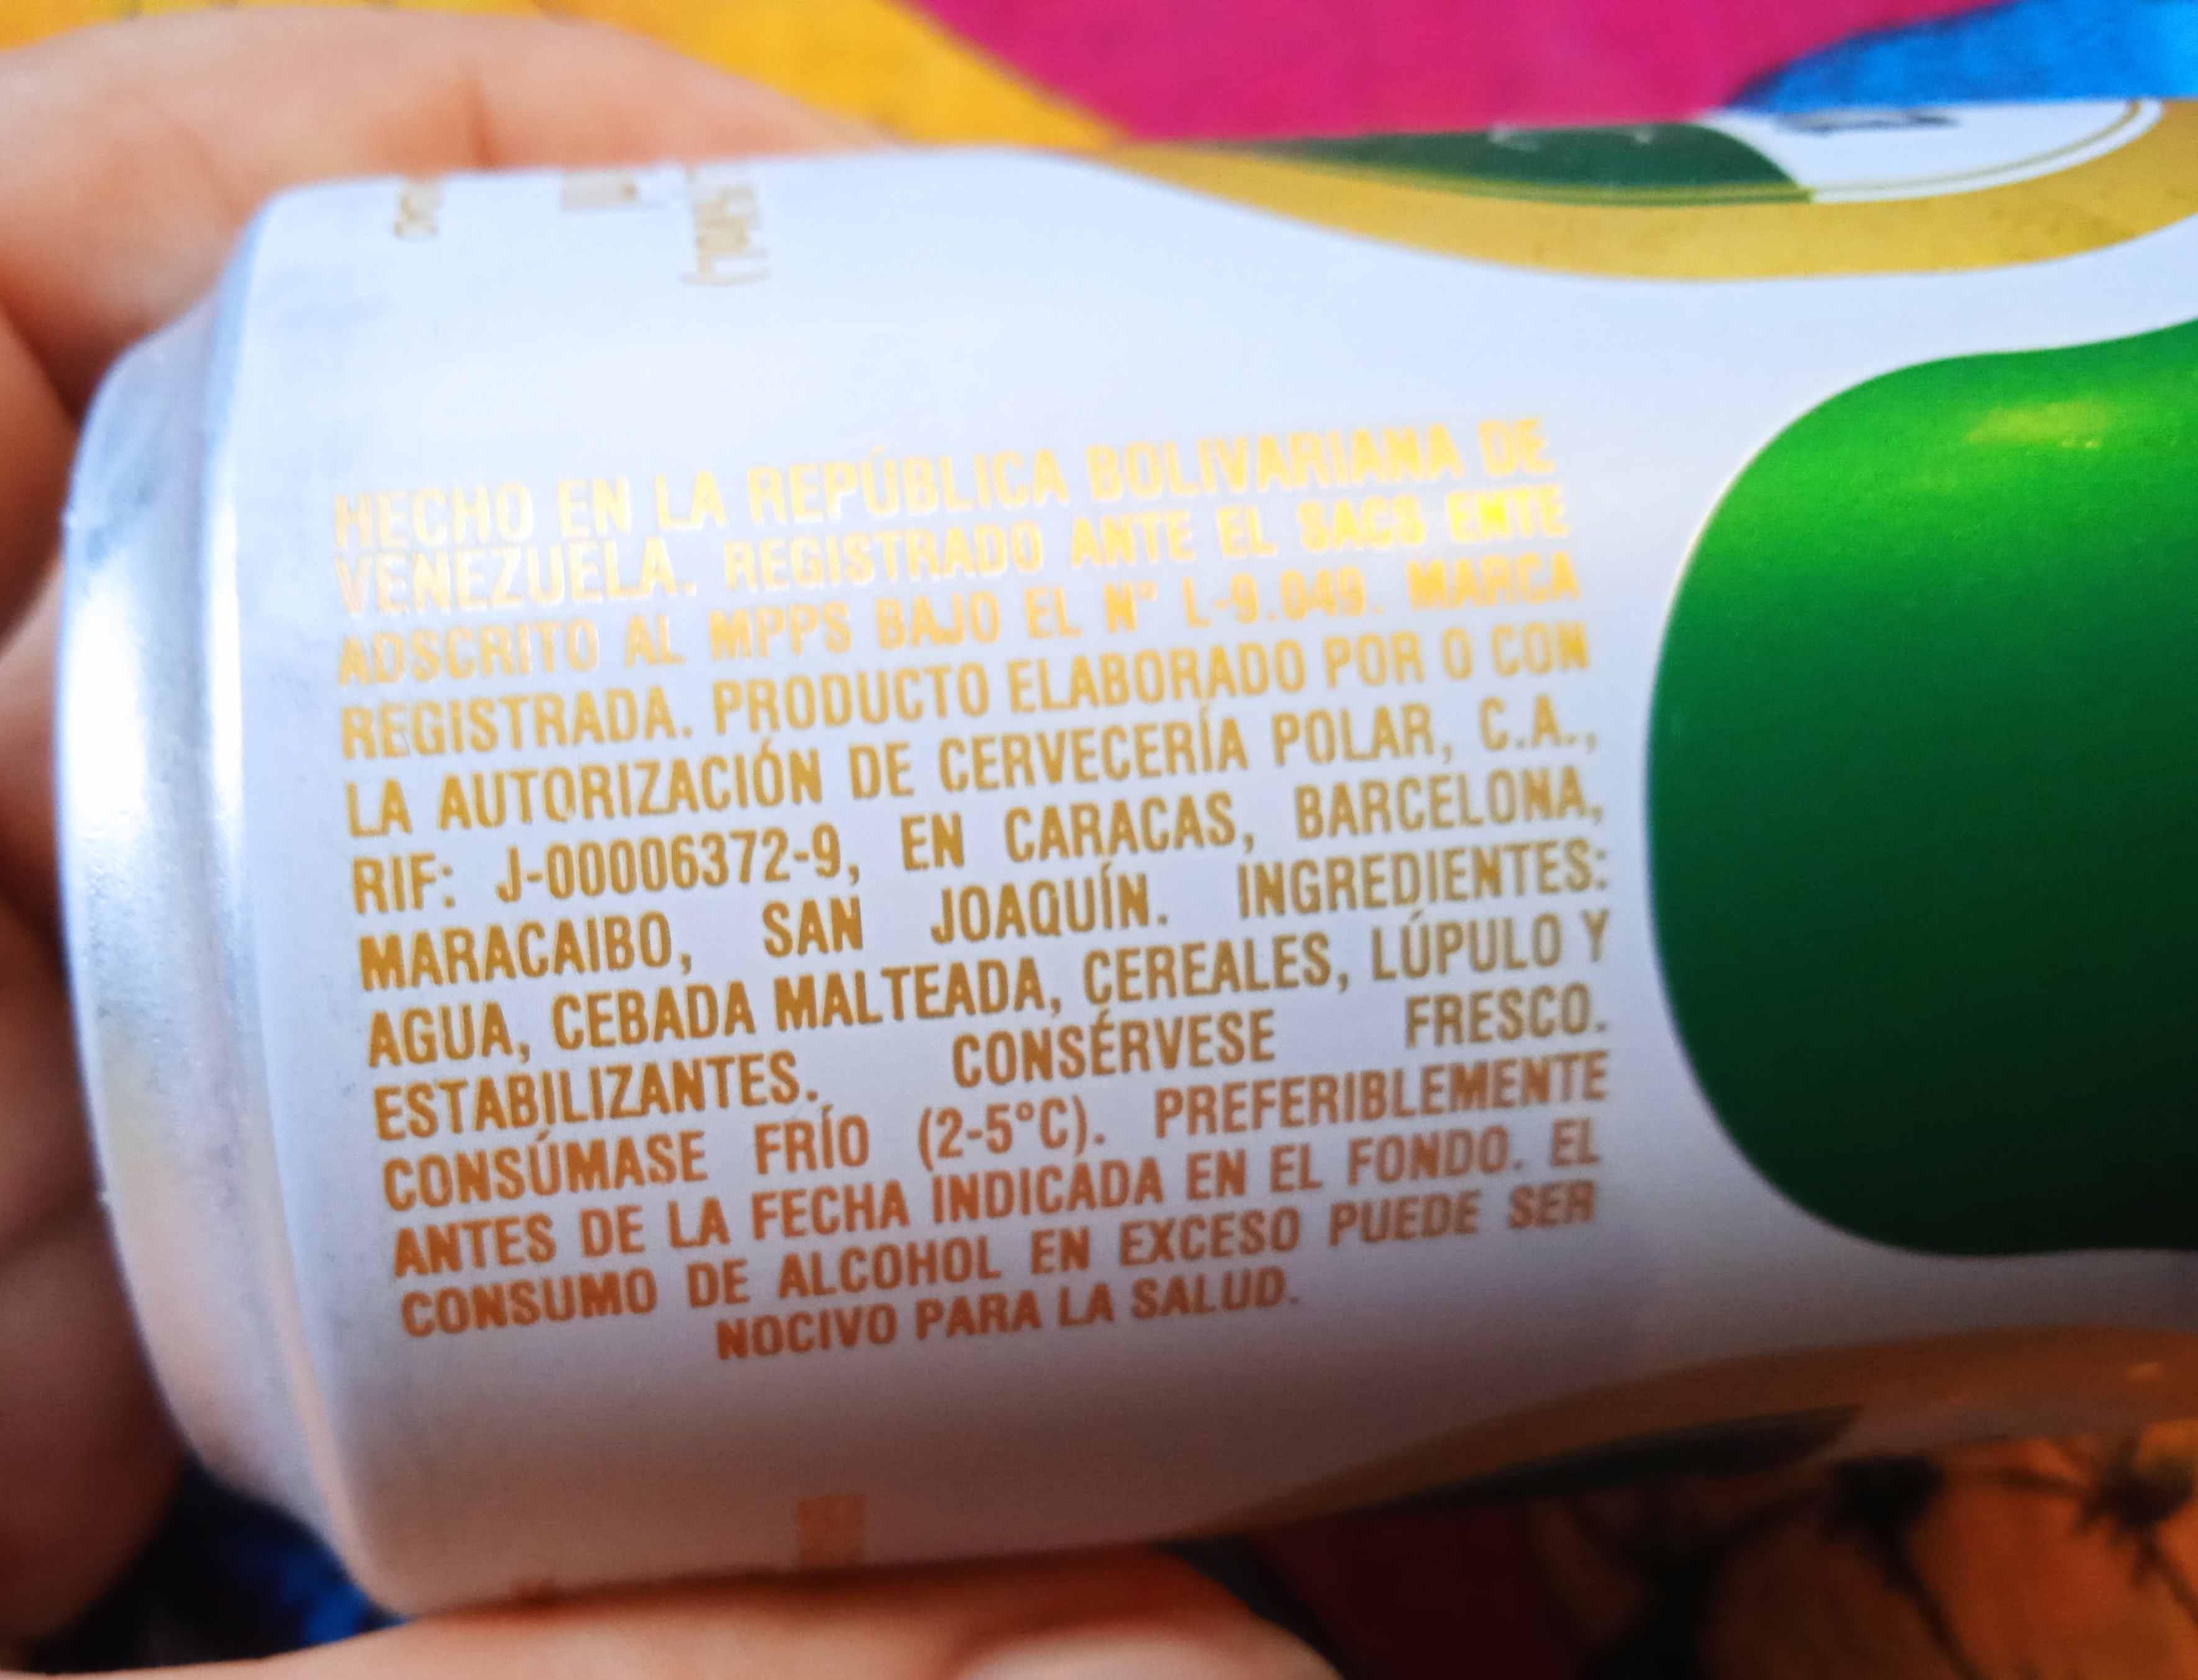 HECHO EN LA REPÚBLICA BOLIVARIANA DE
VENEZUELA. REGISTRADO ANTE EL SACS ENTE
ADSCRITO AL MPPS BAJO EL N° L-9.049. MARCA
REGISTRADA. PRODUCTO ELABORADO POR O CON
LA AUTORIZACIÓN DE CERVECERÍA POLAR, C.A.,
RIF: J-00006372-9, EN CARACAS, BARCELONA,
MARACAIBO, SAN JOAQUÍN. INGREDIENTES:
AGUA, CEBADA MALTEADA, CEREALES, LÚPULO Y
ESTABILIZANTES. CONSÉRVESE FRESCO.
CONSÚMASE FRÍO (2-5°C). PREFERIBLEMENTE
ANTES DE LA FECHA INDICADA EN EL FONDO. EL
CONSUMO DE ALCOHOL EN EXCESO PUEDE SER
NOCIVO PARA LA SALUD.